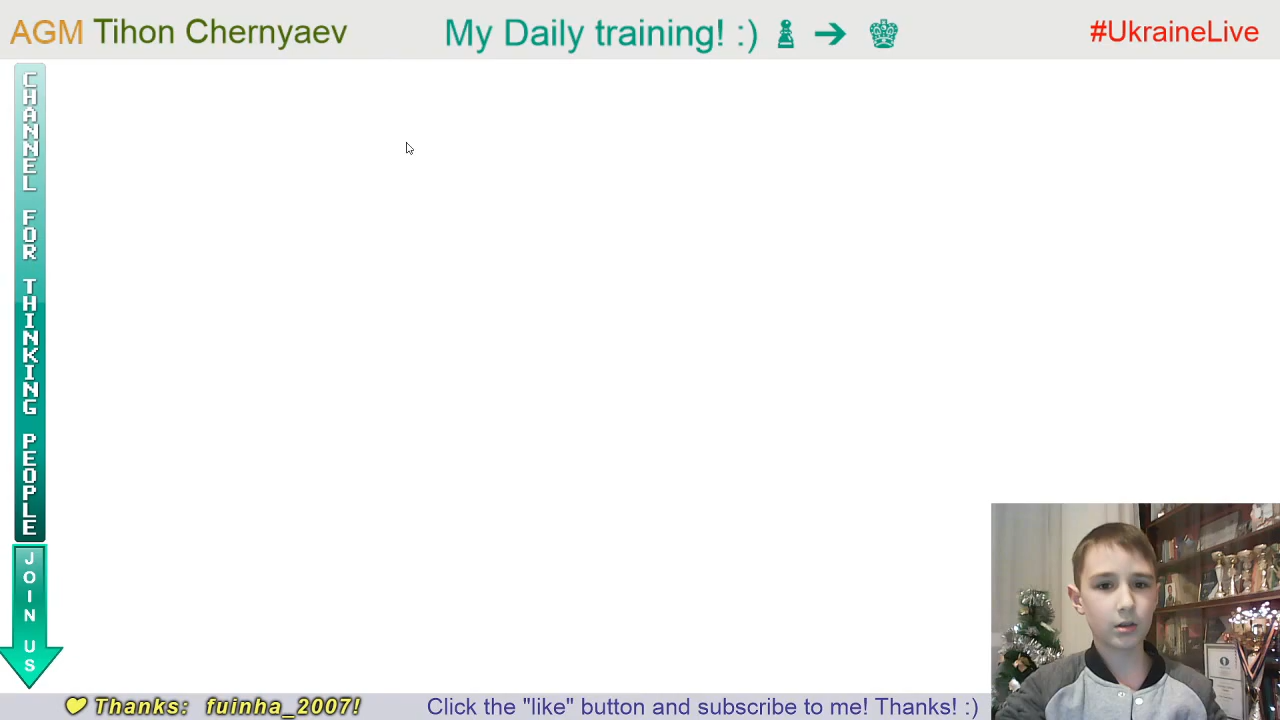 AGM Tihon Chernyaev
My Daily training! :)
#UkraineLive
CHANNEL FOR THINKING PEOPLE
JOIN US
Thanks: fuinha_2007!
Click the "like" button and subscribe to me! Thanks! :)